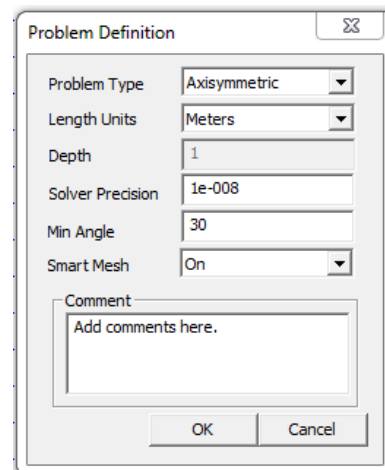 Problem Definition
Problem Type Axisymmetric
Length Units Meters
Depth 1
Solver Precision 1e-008
Min Angle 30
Smart Mesh On
Comment
Add comments here.
OK Cancel